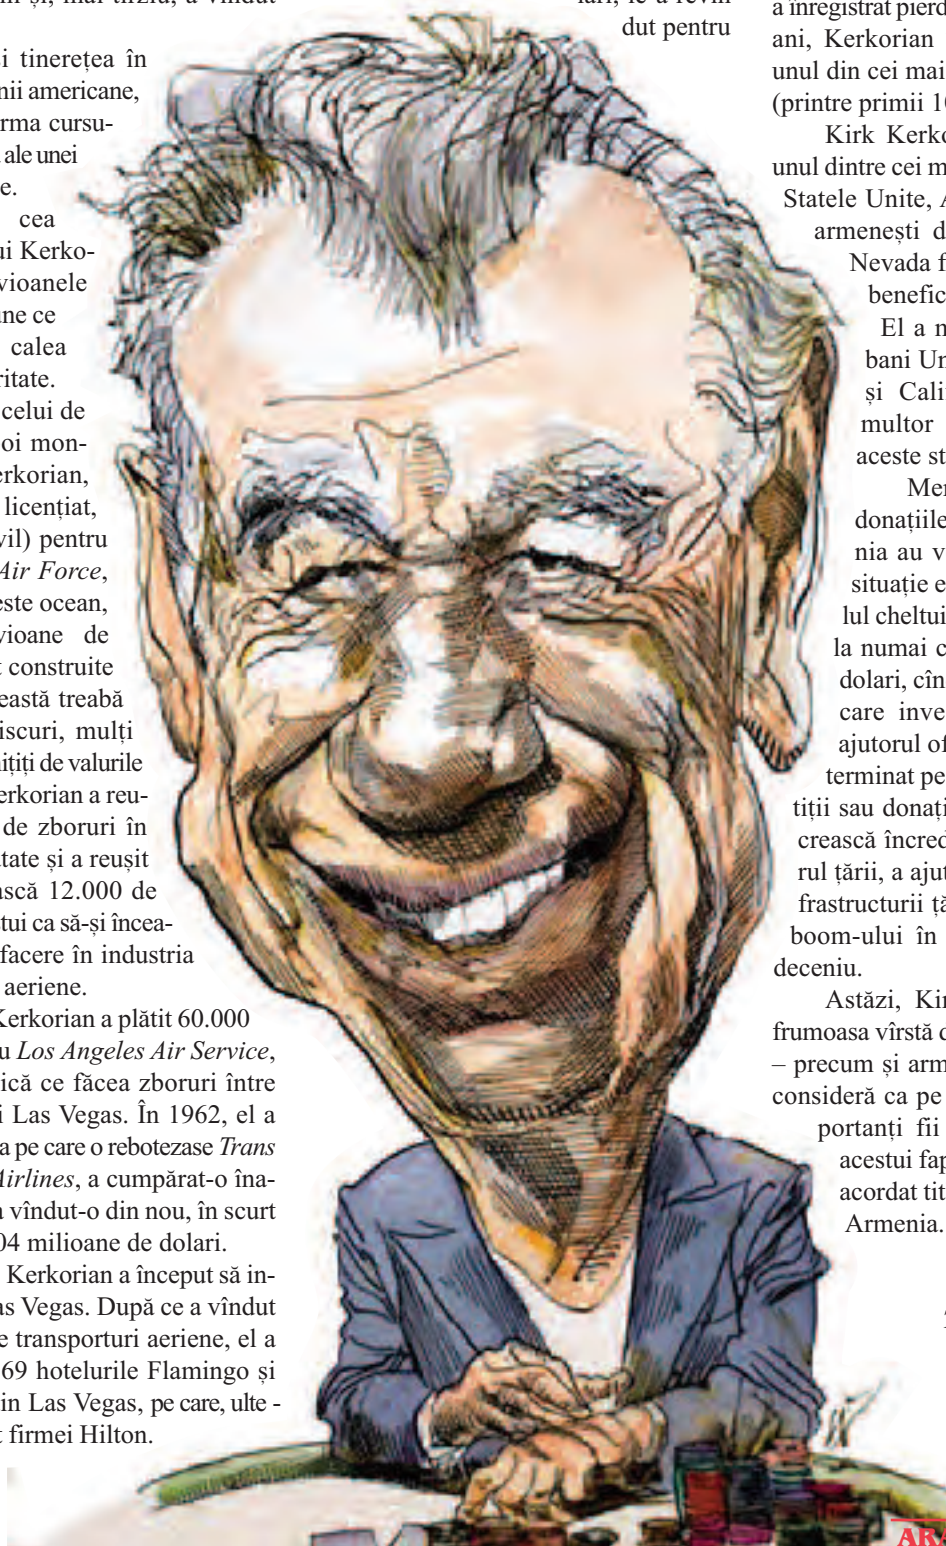 dut pentru
i tinerețea în
nii americane,
rma cursu-
ale unei
e.
cea
ui Kerko-
vioanele
une ce
calea
ritate.
celui de
oi mon-
erkorian,
licențiat,
vil) pentru
Air Force,
este ocean,
vioane de
t construite
eastă treabă
iscuri, mulți
ițiți de valurile
erkorian a reu-
de zboruri în
tate și a reușit
ască 12.000 de
tui ca să-și încea-
facere în industria
aeriene.
Kerkorian a plătit 60.000
u Los Angeles Air Service,
ică ce făcea zboruri între
i Las Vegas. În 1962, el a
a pe care o rebotezase Trans
Airlines, a cumpărat-o îna-
a vîndut-o din nou, în scurt
04 milioane de dolari.
Kerkorian a început să in-
as Vegas. După ce a vîndut
e transporturi aeriene, el a
69 hotelurile Flamingo și
in Las Vegas, pe care, ulte -
t firmei Hilton.
a înregistrat pierd
ani, Kerkorian
unul din cei mai
(printre primii 10
Kirk Kerko
unul dintre cei m
Statele Unite, A
armenești d
Nevada f
benefic
El a m
bani Un
și Cali
multor
aceste st
Mer
donațiile
nia au v
situație e
lul cheltui
la numai c
dolari, cîn
care inve
ajutorul of
terminat pe
tiții sau donaț
crească încred
rul țării, a ajut
frastructurii ță
boom-ului în
deceniu.
Astăzi, Kir
frumoasa vîrstă d
– precum și arm
consideră ca pe
portanți fii
acestui fap
acordat tit
Armenia.
ARA